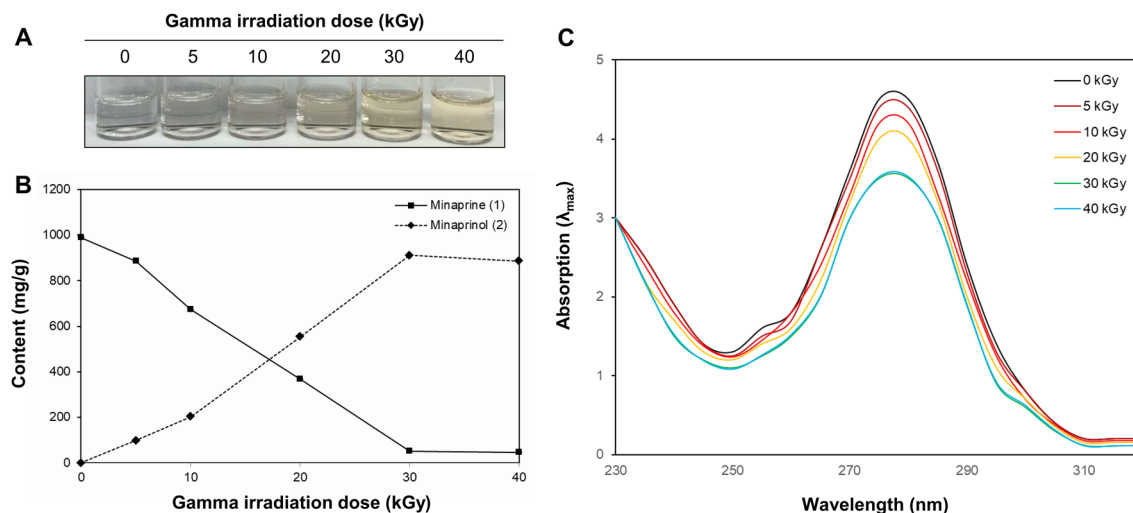 A
Gamma irradiation dose (kGy)
0 5 10 20 30 40
B
1200
1000
800
600
400
200
0
Content (mg/g)
Minaprine (1)
Minaprinol (2)
0 10 20 30 40
Gamma irradiation dose (kGy)
C
5
4
3
2
1
0
Absorption (λmax)
0 kGy
5 kGy
10 kGy
20 kGy
30 kGy
40 kGy
230 250 270 290 310
Wavelength (nm)